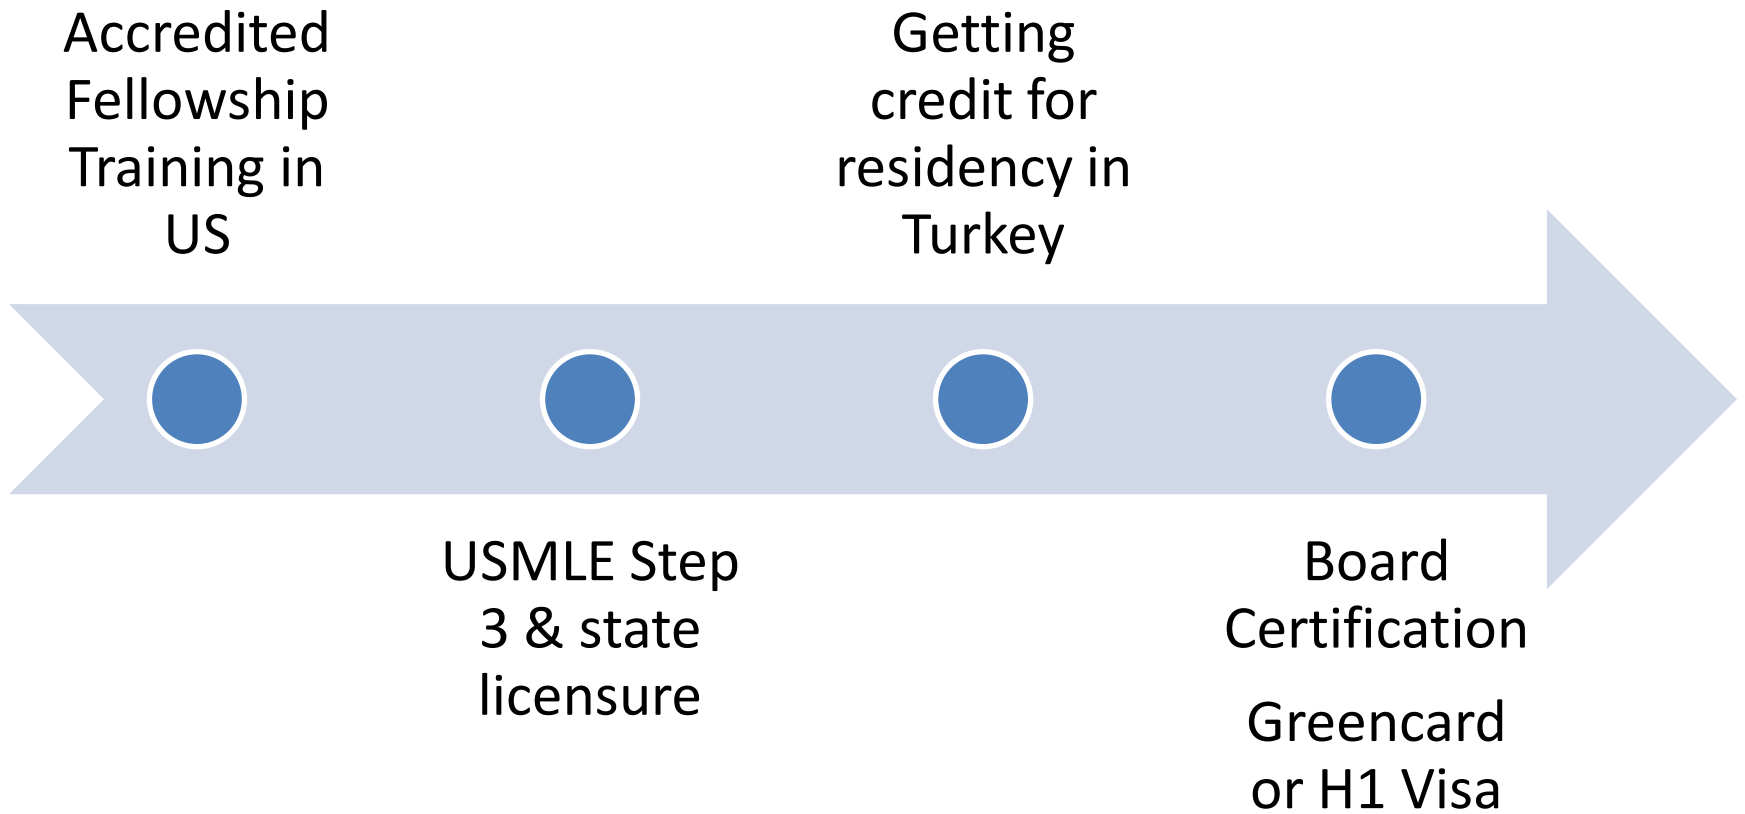 Accredited
Fellowship
Training in
US
USMLE Step
3 & state
licensure
Getting
credit for
residency in
Turkey
Board
Certification
Greencard
or H1 Visa